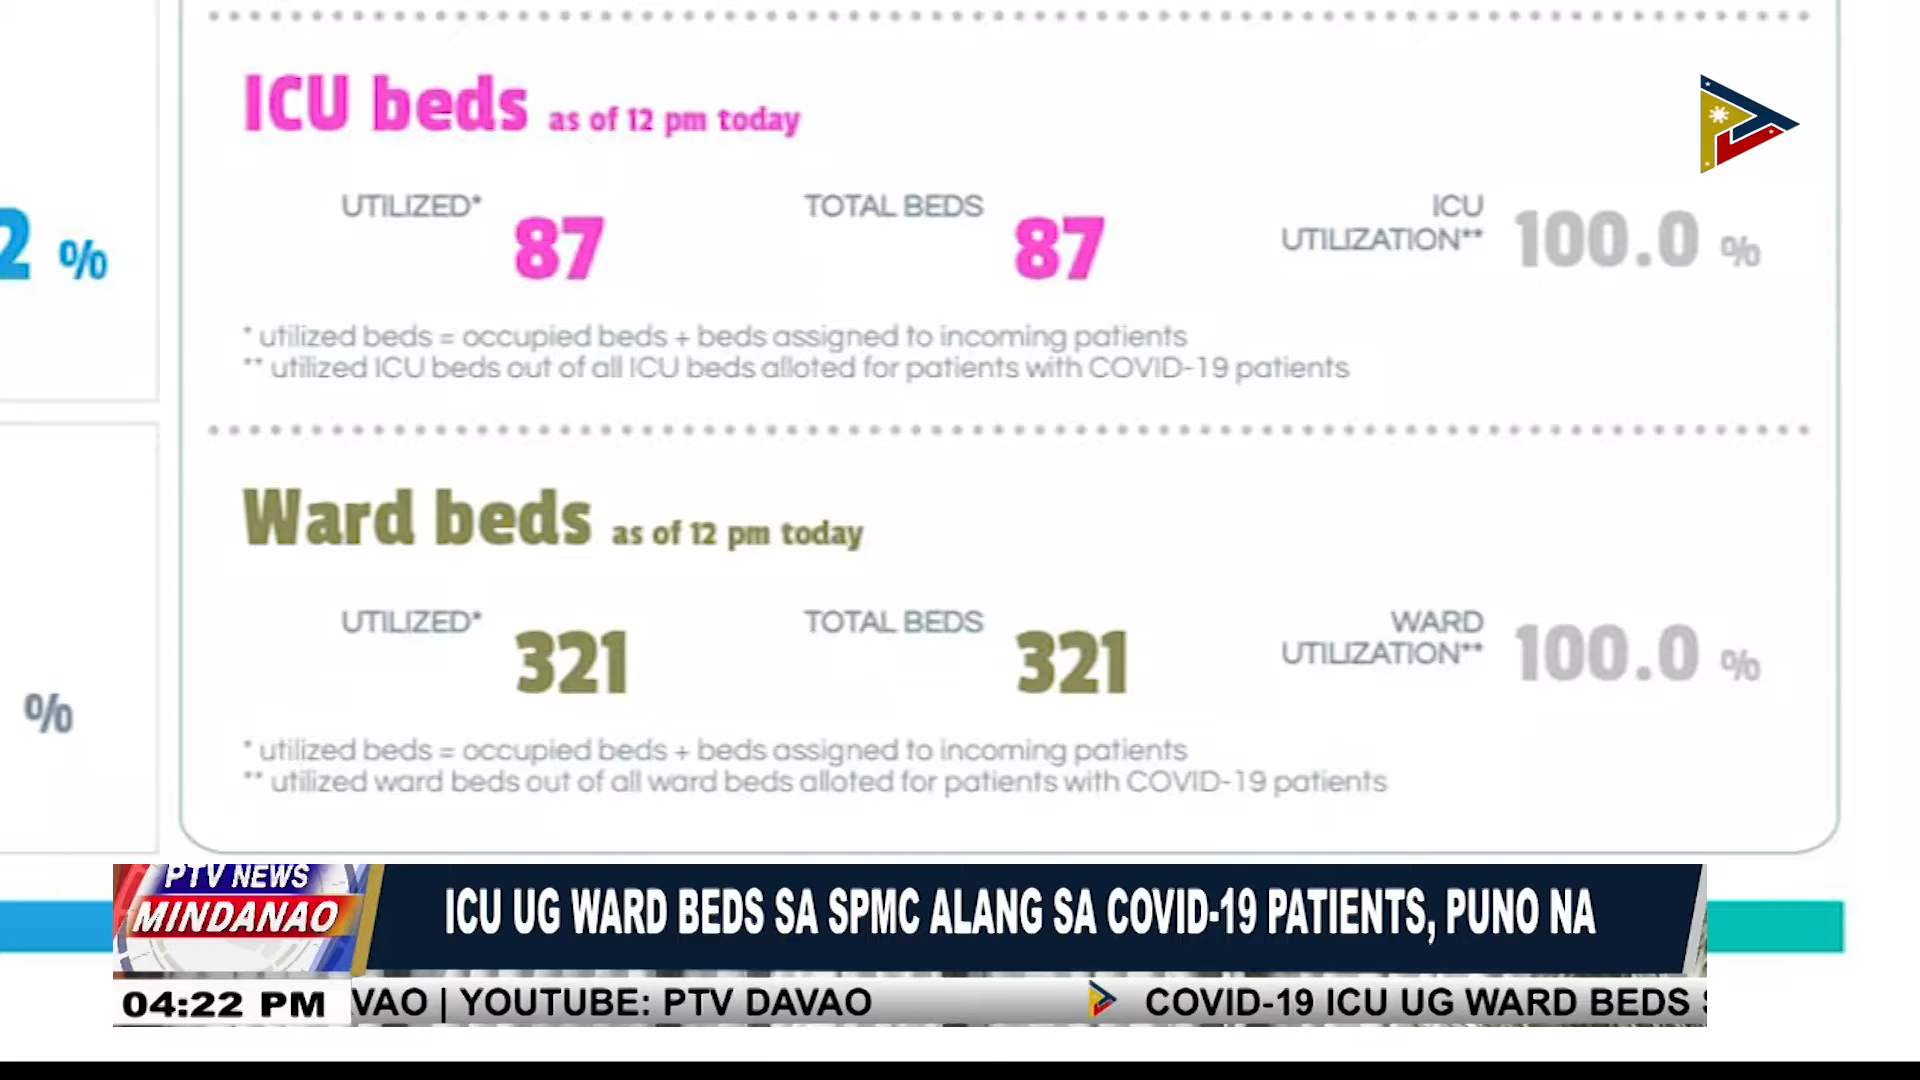 ICU beds as of 12 pm today
UTILIZED* 87 TOTAL BEDS 87 ICU UTILIZATION** 100.0 %
2 %
* utilized beds = occupied beds + beds assigned to incoming patients
** utilized ICU beds out of all ICU beds alloted for patients with COVID-19 patients
Ward beds as of 12 pm today
UTILIZED* 321 TOTAL BEDS 321 WARD UTILIZATION** 100.0 %
%
* utilized beds = occupied beds + beds assigned to incoming patients
** utilized ward beds out of all ward beds alloted for patients with COVID-19 patients
PTV NEWS
MINDANAO
ICU UG WARD BEDS SA SPMC ALANG SA COVID-19 PATIENTS, PUNO NA
04:22 PM VAO | YOUTUBE: PTV DAVAO COVID-19 ICU UG WARD BEDS